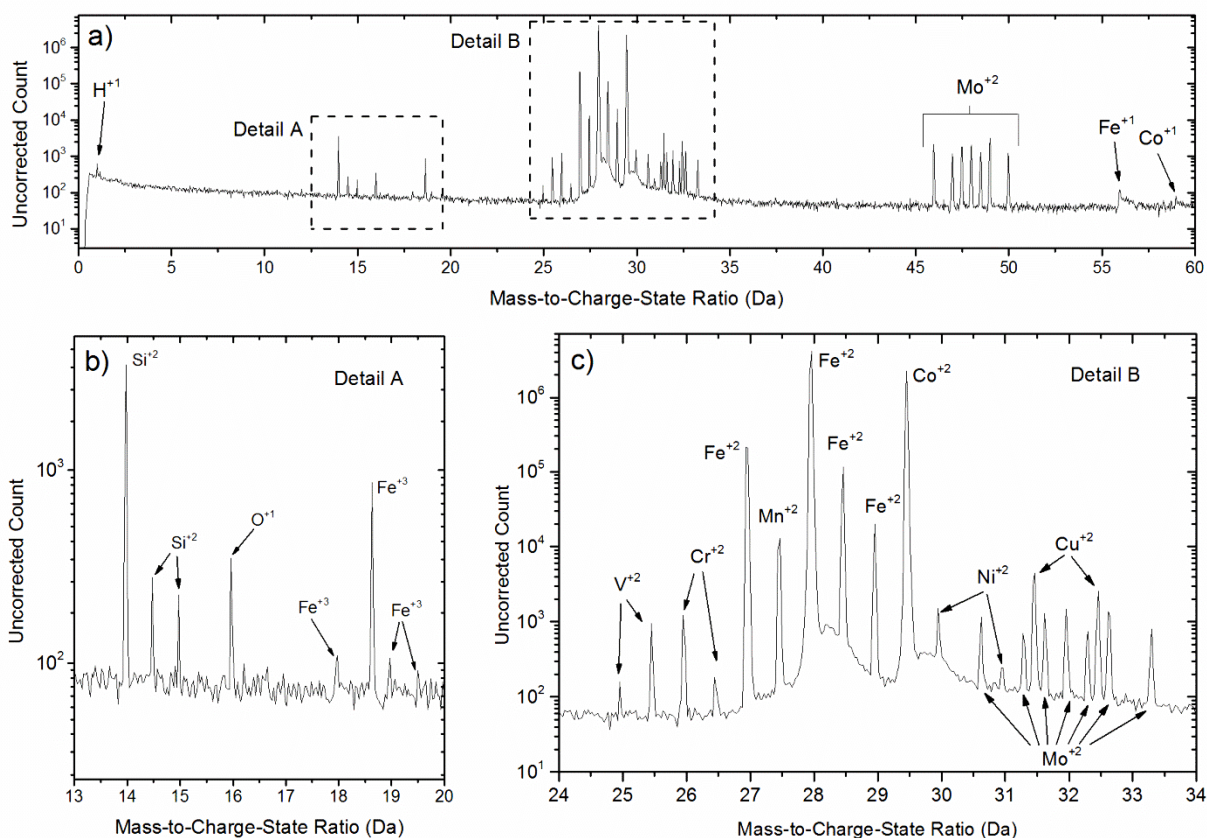 a)
Detail B
Detail A
H+1
Mo+2
Fe+1
Co+1
Uncorrected Count
10^6
10^5
10^4
10^3
10^2
10^1
0 5 10 15 20 25 30 35 40 45 50 55 60
Mass-to-Charge-State Ratio (Da)
b)
Detail A
Si+2
Si+2
O+1
Fe+3
Fe+3
Fe+3
Uncorrected Count
10^3
10^2
13 14 15 16 17 18 19 20
Mass-to-Charge-State Ratio (Da)
c)
Detail B
Fe+2
Co+2
Fe+2
Fe+2
Fe+2
Mn+2
Cr+2
V+2
Ni+2
Cu+2
Mo+2
Uncorrected Count
10^6
10^5
10^4
10^3
10^2
10^1
24 25 26 27 28 29 30 31 32 33 34
Mass-to-Charge-State Ratio (Da)